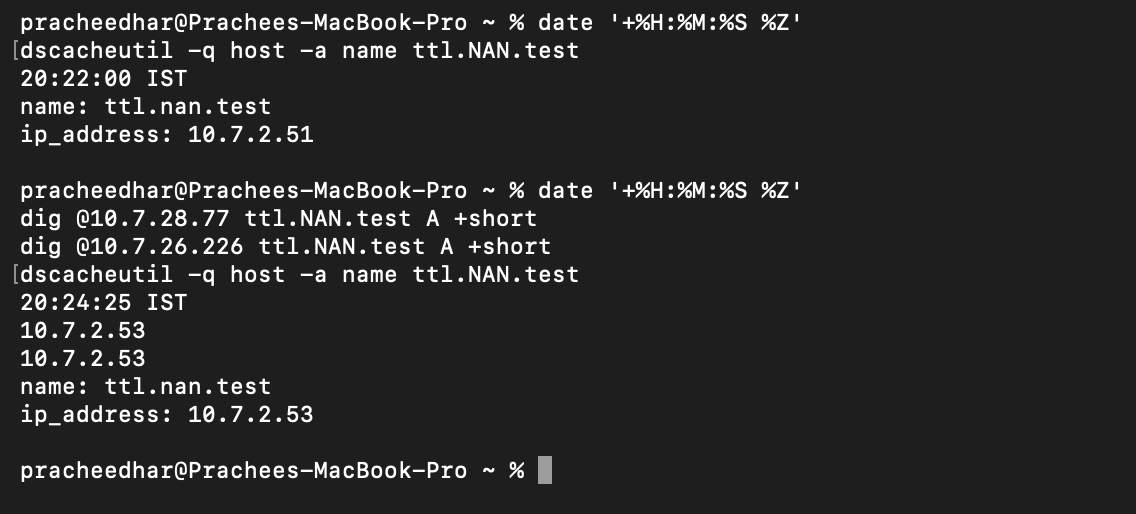 pracheedhar@Prachees-MacBook-Pro ~ % date '+%H:%M:%S %Z'
[dscacheutil -q host -a name ttl.NAN.test
20:22:00 IST
name: ttl.nan.test
ip_address: 10.7.2.51
pracheedhar@Prachees-MacBook-Pro ~ % date '+%H:%M:%S %Z'
dig @10.7.28.77 ttl.NAN.test A +short
dig @10.7.26.226 ttl.NAN.test A +short
[dscacheutil -q host -a name ttl.NAN.test
20:24:25 IST
10.7.2.53
10.7.2.53
name: ttl.nan.test
ip_address: 10.7.2.53
pracheedhar@Prachees-MacBook-Pro ~ %